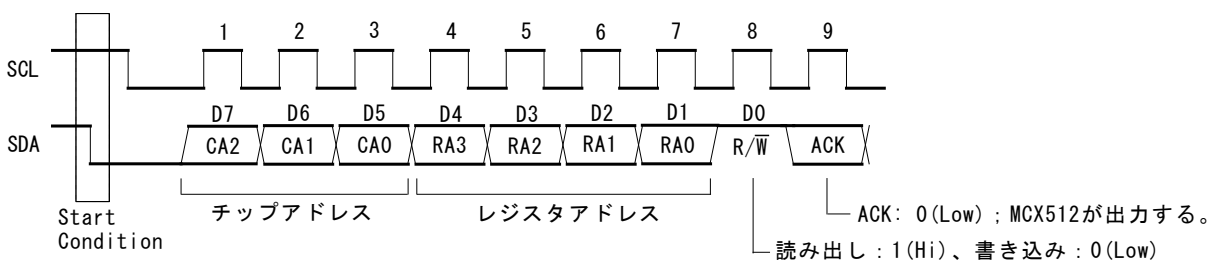 1 2 3 4 5 6 7 8 9
SCL
D7 D6 D5 D4 D3 D2 D1 D0
SDA
CA2 CA1 CA0 RA3 RA2 RA1 RA0 R/W̅ ACK
Start
Condition
チップアドレス
レジスタアドレス
ACK: 0(Low) ; MCX512が出力する。
読み出し:1(Hi)、書き込み:0(Low)